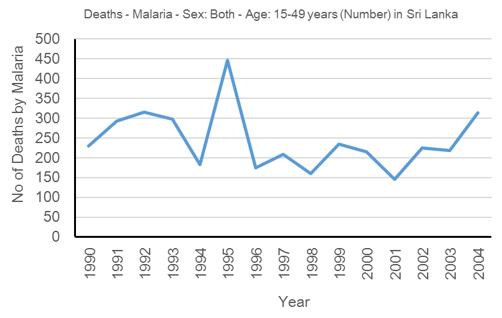 Deaths - Malaria - Sex: Both - Age: 15-49 years (Number) in Sri Lanka
No of Deaths by Malaria
500
450
400
350
300
250
200
150
100
50
0
1990 1991 1992 1993 1994 1995 1996 1997 1998 1999 2000 2001 2002 2003 2004
Year